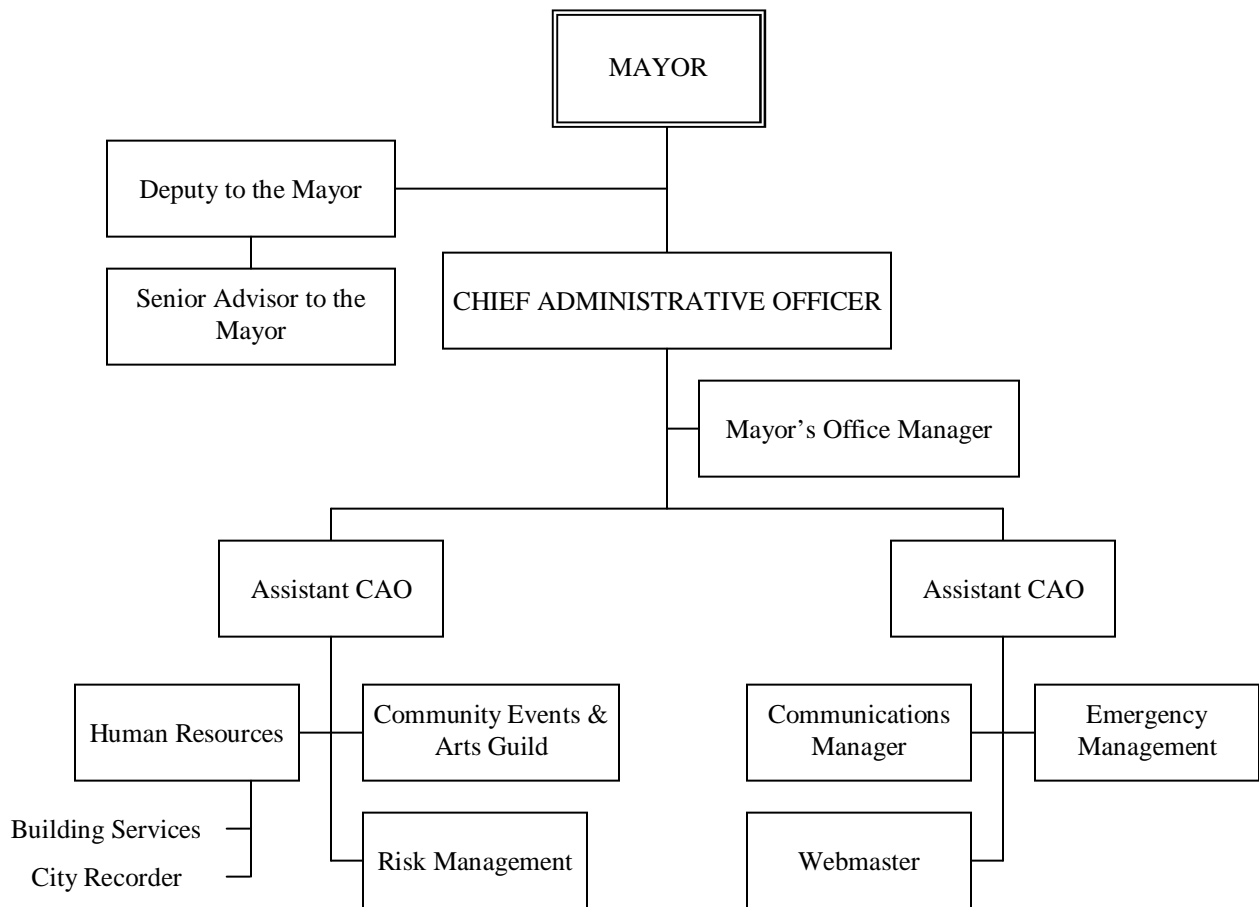 MAYOR
Deputy to the Mayor
Senior Advisor to the
Mayor
CHIEF ADMINISTRATIVE OFFICER
Mayor’s Office Manager
Assistant CAO
Assistant CAO
Human Resources
Community Events &
Arts Guild
Communications
Manager
Emergency
Management
Building Services
City Recorder
Risk Management
Webmaster